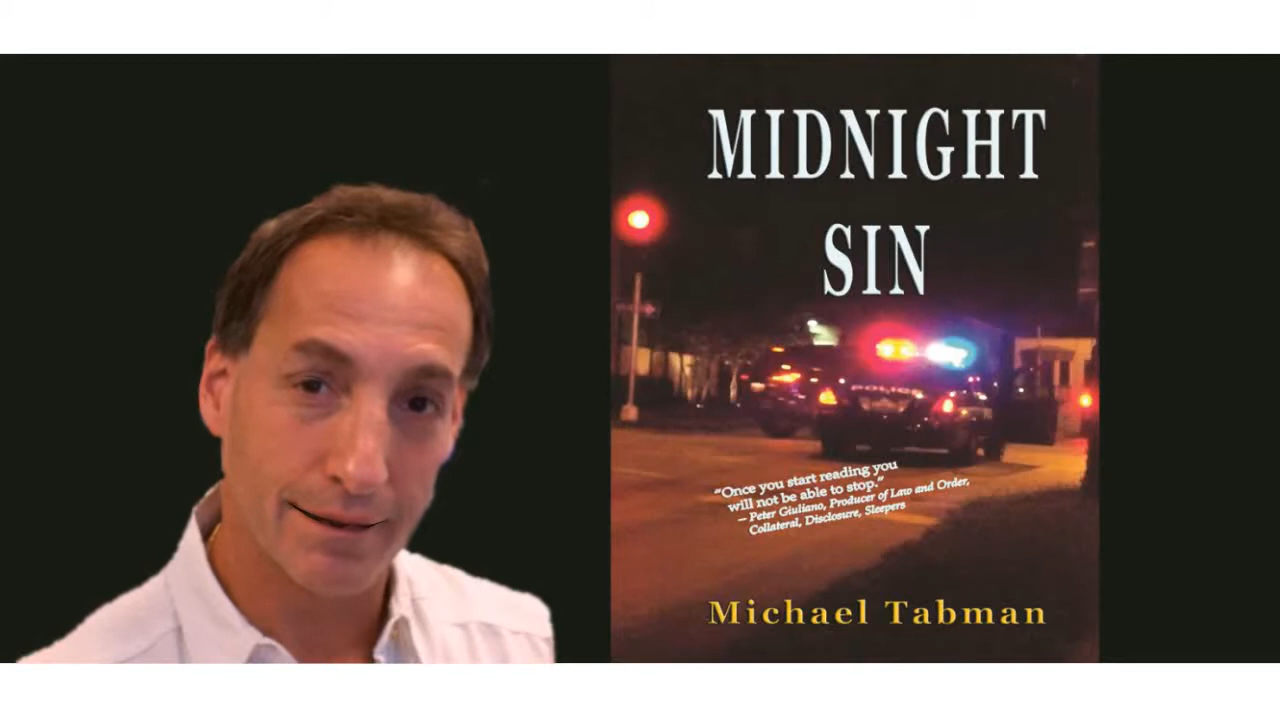 MIDNIGHT
SIN
POLICE
“Once you start reading you
will not be able to stop.”
— Peter Giuliano, Producer of Law and Order,
Collateral, Disclosure, Sleepers
Michael Tabman